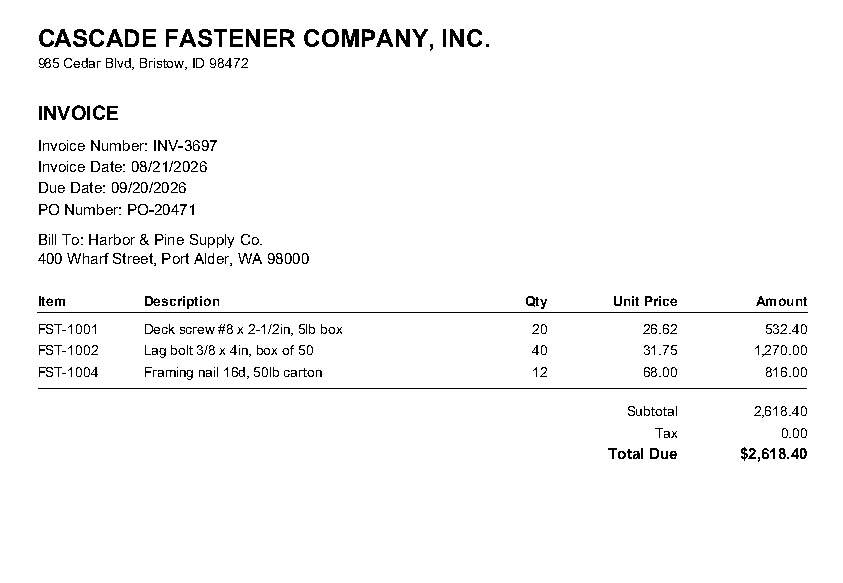 CASCADE FASTENER COMPANY, INC.
985 Cedar Blvd, Bristow, ID 98472
INVOICE
Invoice Number: INV-3697
Invoice Date: 08/21/2026
Due Date: 09/20/2026
PO Number: PO-20471
Bill To: Harbor & Pine Supply Co.
400 Wharf Street, Port Alder, WA 98000
Item Description Qty Unit Price Amount
FST-1001 Deck screw #8 x 2-1/2in, 5lb box 20 26.62 532.40
FST-1002 Lag bolt 3/8 x 4in, box of 50 40 31.75 1,270.00
FST-1004 Framing nail 16d, 50lb carton 12 68.00 816.00
Subtotal 2,618.40
Tax 0.00
Total Due $2,618.40